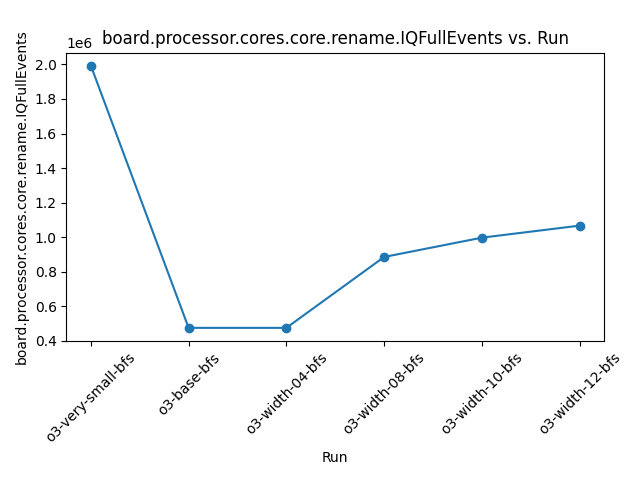 board.processor.cores.core.rename.IQFullEvents vs. Run
1e6
board.processor.cores.core.rename.IQFullEvents
2.0
1.8
1.6
1.4
1.2
1.0
0.8
0.6
0.4
o3-very-small-bfs
o3-base-bfs
o3-width-04-bfs
o3-width-08-bfs
o3-width-10-bfs
o3-width-12-bfs
Run